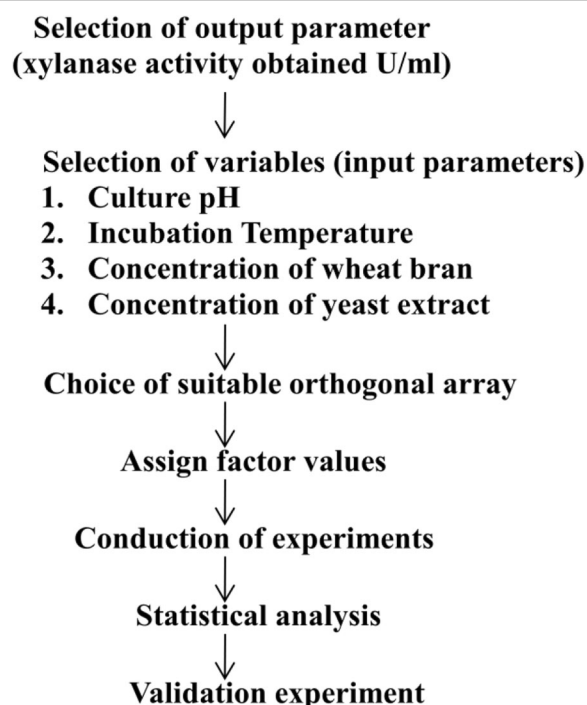 Selection of output parameter
(xylanase activity obtained U/ml)
Selection of variables (input parameters)
1. Culture pH
2. Incubation Temperature
3. Concentration of wheat bran
4. Concentration of yeast extract
Choice of suitable orthogonal array
Assign factor values
Conduction of experiments
Statistical analysis
Validation experiment